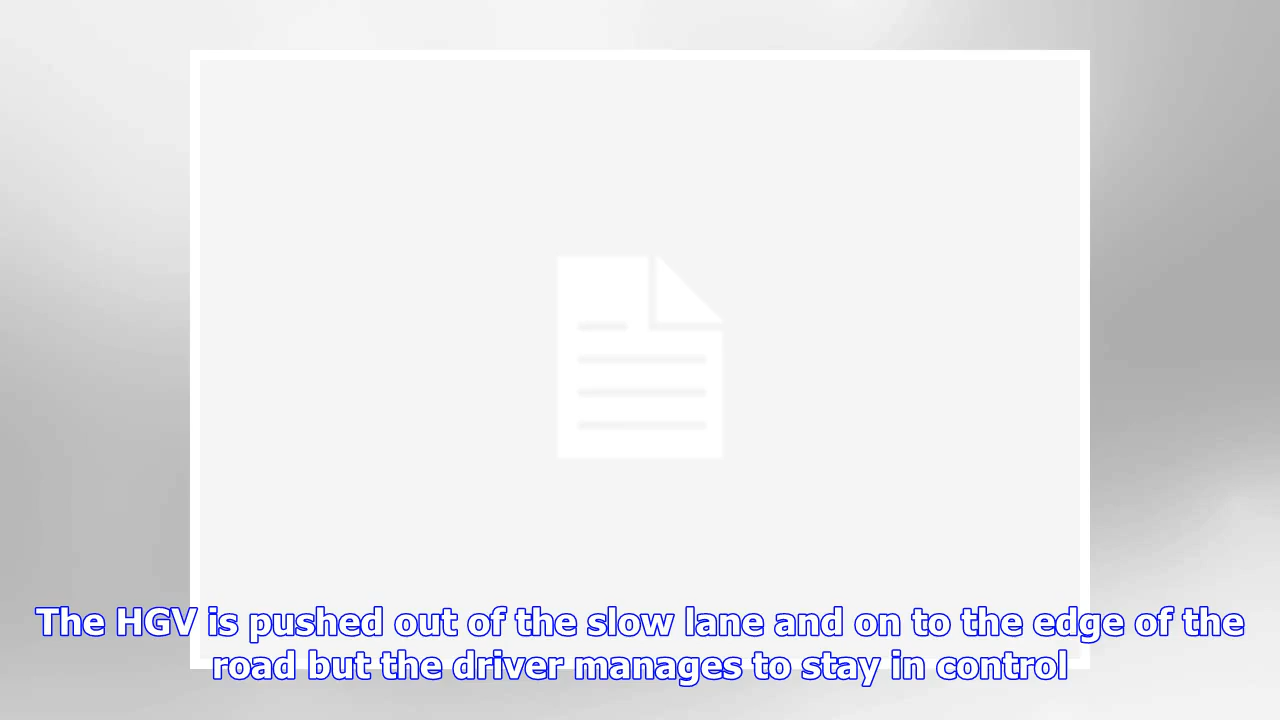 The HGV is pushed out of the slow lane and on to the edge of the
road but the driver manages to stay in control